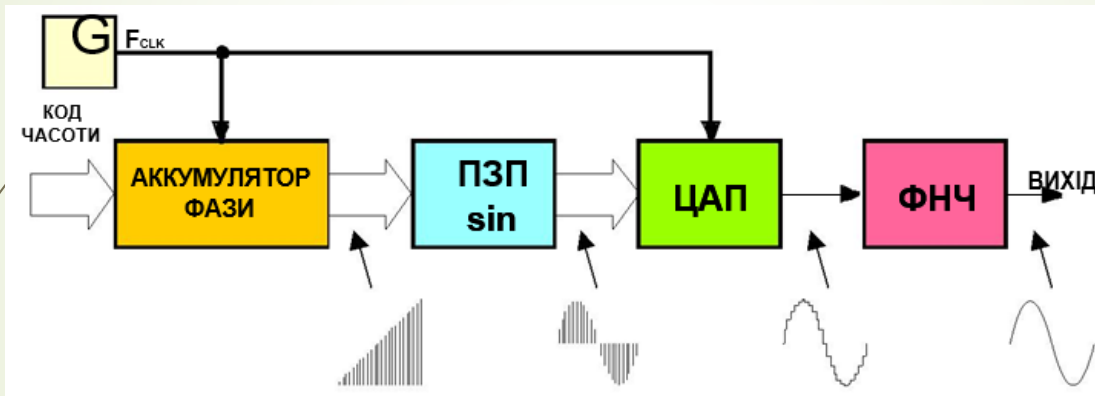 G
FCLK
КОД
ЧАСОТИ
АККУМУЛЯТОР
ФАЗИ
ПЗП
sin
ЦАП
ФНЧ
ВИХІД